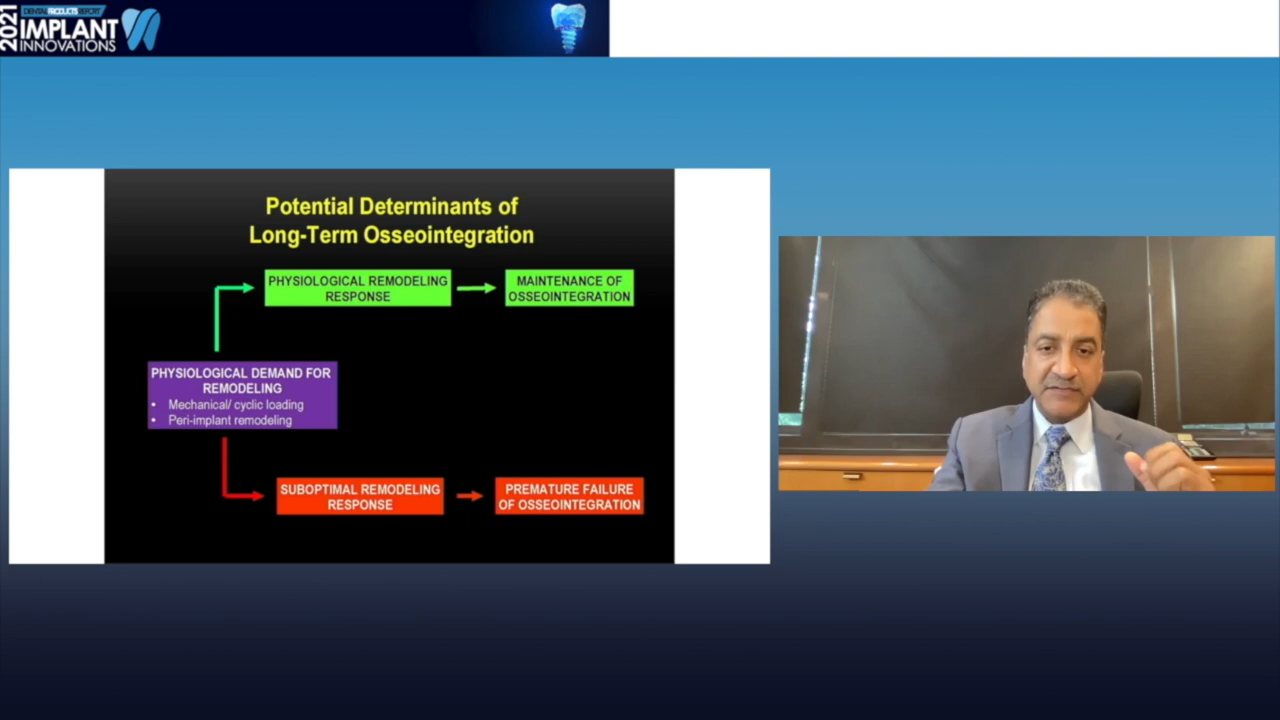 2021
DENTAL PRODUCTS REPORT
IMPLANT
INNOVATIONS
Potential Determinants of
Long-Term Osseointegration
PHYSIOLOGICAL REMODELING
RESPONSE
MAINTENANCE OF
OSSEOINTEGRATION
PHYSIOLOGICAL DEMAND FOR
REMODELING
• Mechanical/ cyclic loading
• Peri-implant remodeling
SUBOPTIMAL REMODELING
RESPONSE
PREMATURE FAILURE
OF OSSEOINTEGRATION